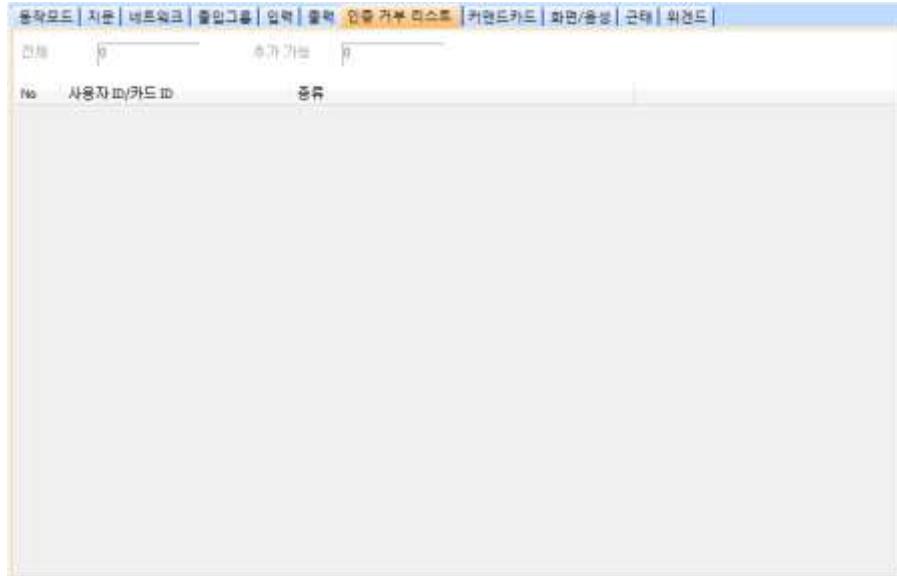 동작모드 지문 네트워크 출입그룹 입력 출력 인증 거부 리스트 커맨드카드 화면/음성 근태 위겐드
전체 0 추가 가능 0
No 사용자 ID/카드 ID 종류